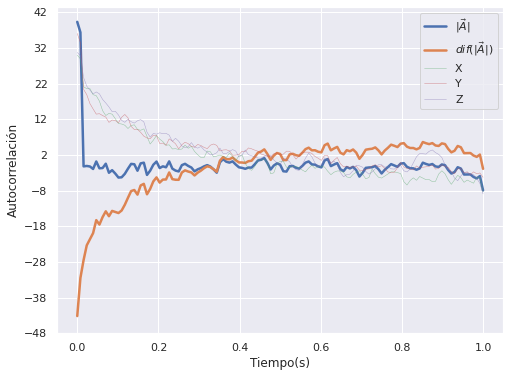 42
32
22
12
2
−8
−18
−28
−38
−48
Autocorrelación
0.0 0.2 0.4 0.6 0.8 1.0
Tiempo(s)
|A⃗|
dif(|A⃗|)
X
Y
Z